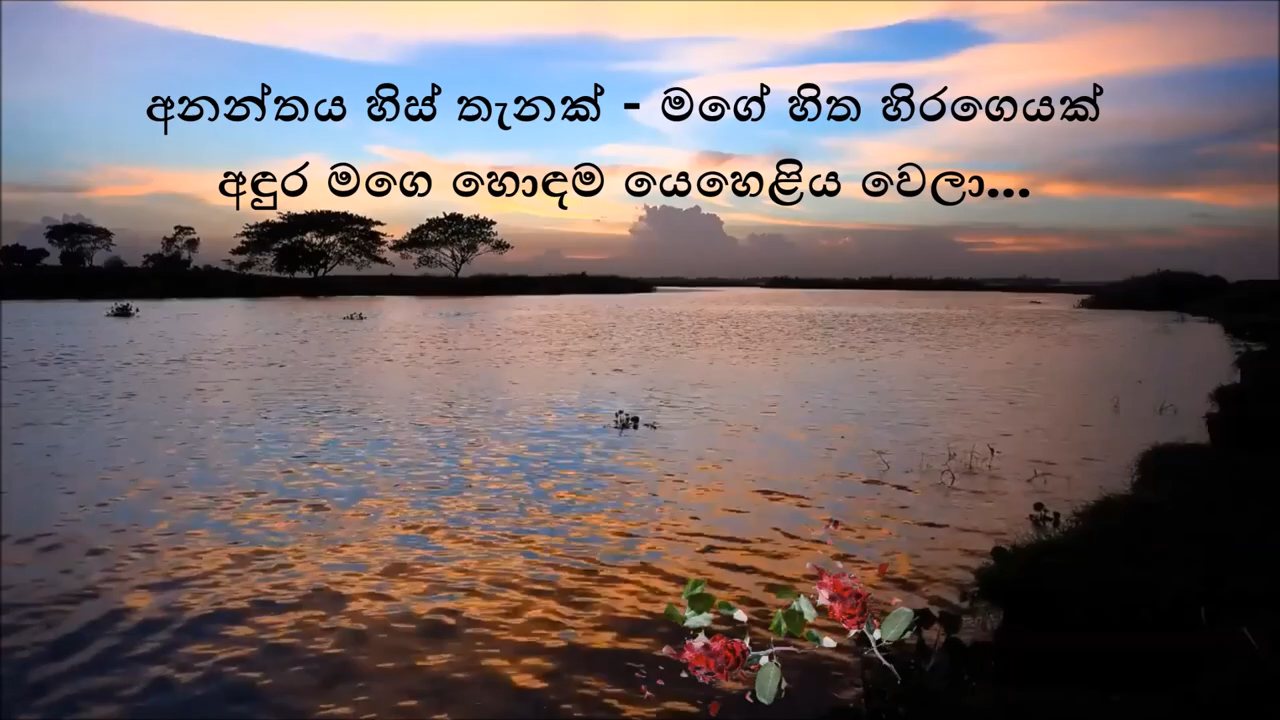 අනන්තය හිස් තැනක් - මගේ හිත හිරගෙයක්
අඳුර මගෙ හොඳම යෙහෙළිය වෙලා...